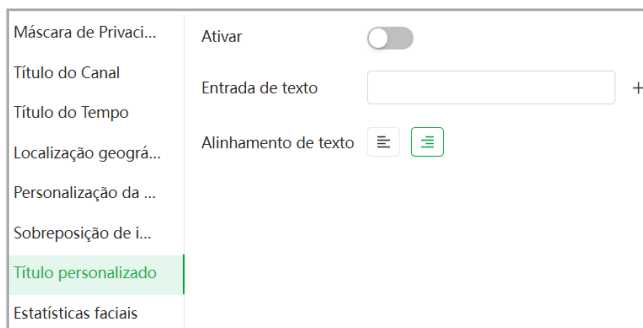 Máscara de Privaci...
Ativar
Título do Canal
Entrada de texto
+
Título do Tempo
Localização geográ...
Alinhamento de texto
Personalização da ...
Sobreposição de i...
Título personalizado
Estatísticas faciais